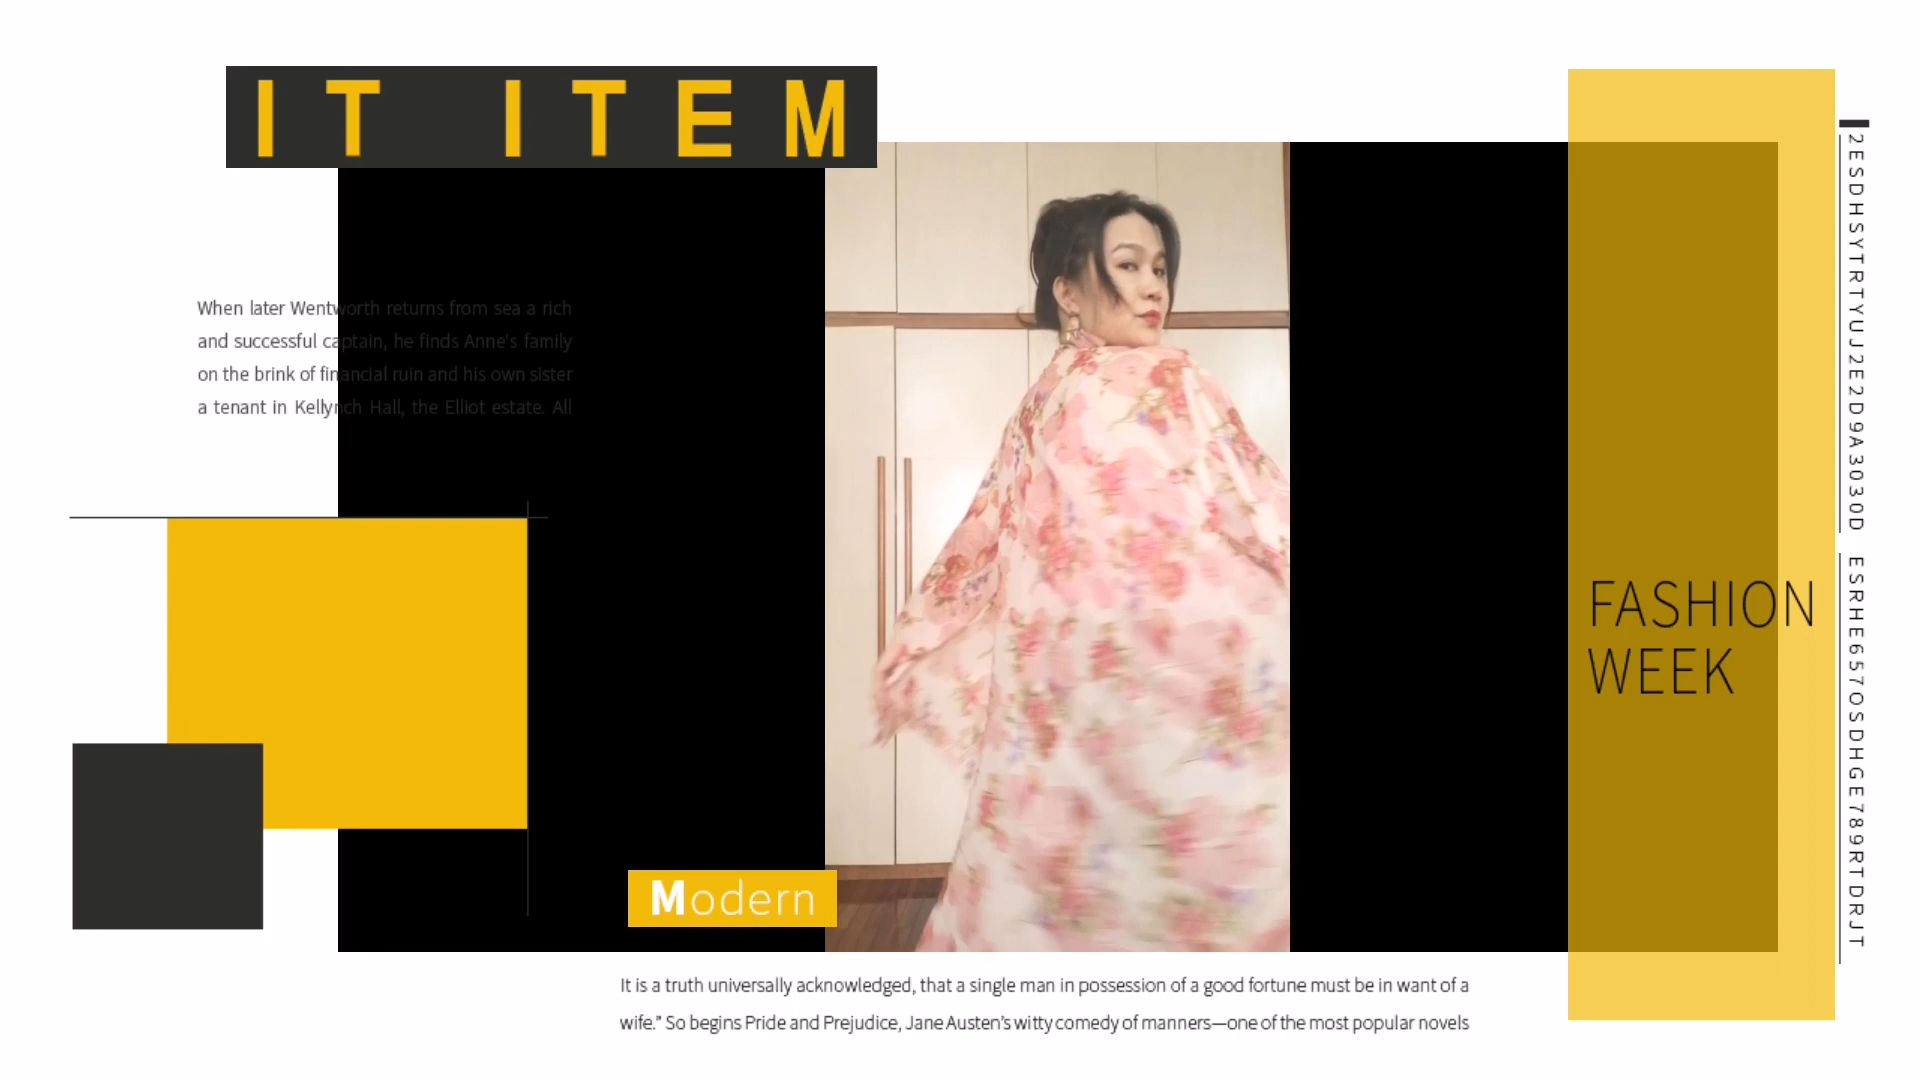 IT ITEM
When later Wentworth returns from sea a rich
and successful captain, he finds Anne's family
on the brink of financial ruin and his own sister
a tenant in Kellynch Hall, the Elliot estate. All
Modern
It is a truth universally acknowledged, that a single man in possession of a good fortune must be in want of a
wife.” So begins Pride and Prejudice, Jane Austen’s witty comedy of manners—one of the most popular novels
FASHION
WEEK
2ESDHSYTRTYUJ2E2D9A3030D
ESRHE657OSDHGE789RTDRJT